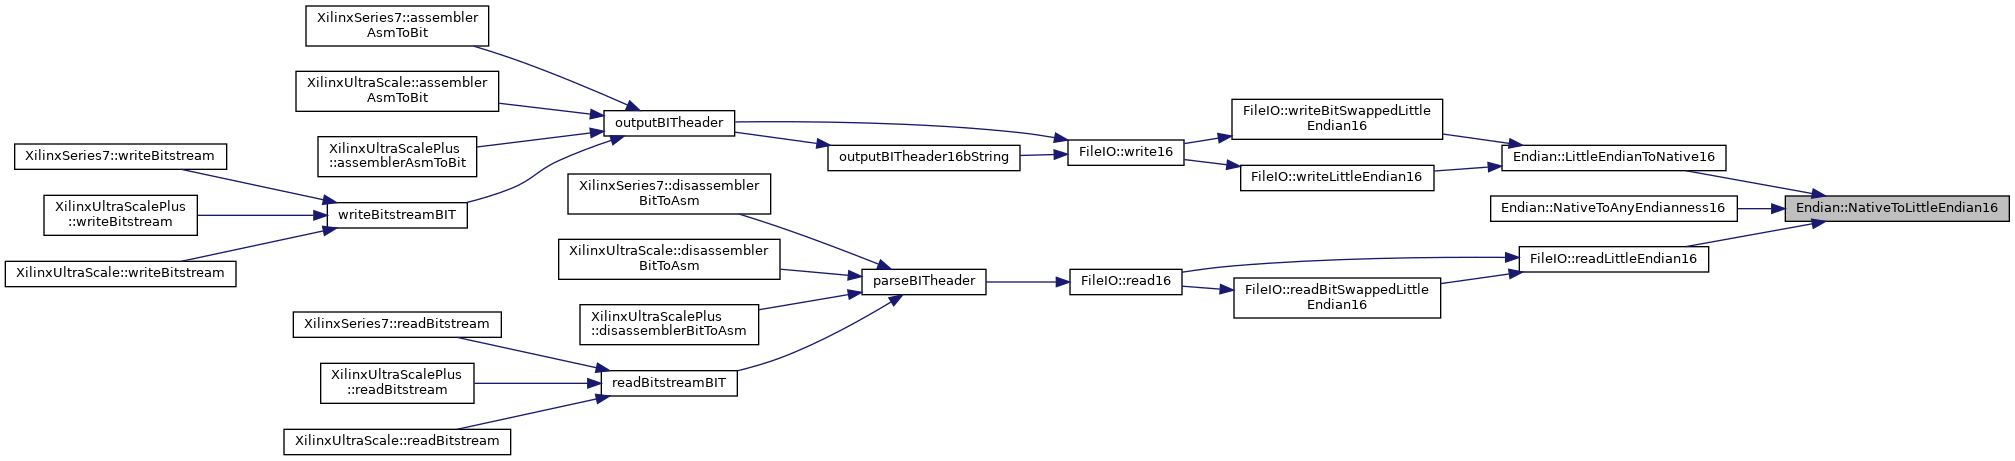 XilinxSeries7::assembler
AsmToBit
XilinxUltraScale::assembler
AsmToBit
XilinxUltraScalePlus
::assemblerAsmToBit
XilinxSeries7::writeBitstream
XilinxUltraScalePlus
::writeBitstream
XilinxUltraScale::writeBitstream
writeBitstreamBIT
outputBITheader
outputBITheader16bString
FileIO::write16
FileIO::writeBitSwappedLittle
Endian16
FileIO::writeLittleEndian16
Endian::LittleEndianToNative16
Endian::NativeToAnyEndianness16
Endian::NativeToLittleEndian16
XilinxSeries7::disassembler
BitToAsm
XilinxUltraScale::disassembler
BitToAsm
XilinxUltraScalePlus
::disassemblerBitToAsm
parseBITheader
FileIO::read16
FileIO::readLittleEndian16
FileIO::readBitSwappedLittle
Endian16
XilinxSeries7::readBitstream
XilinxUltraScalePlus
::readBitstream
XilinxUltraScale::readBitstream
readBitstreamBIT